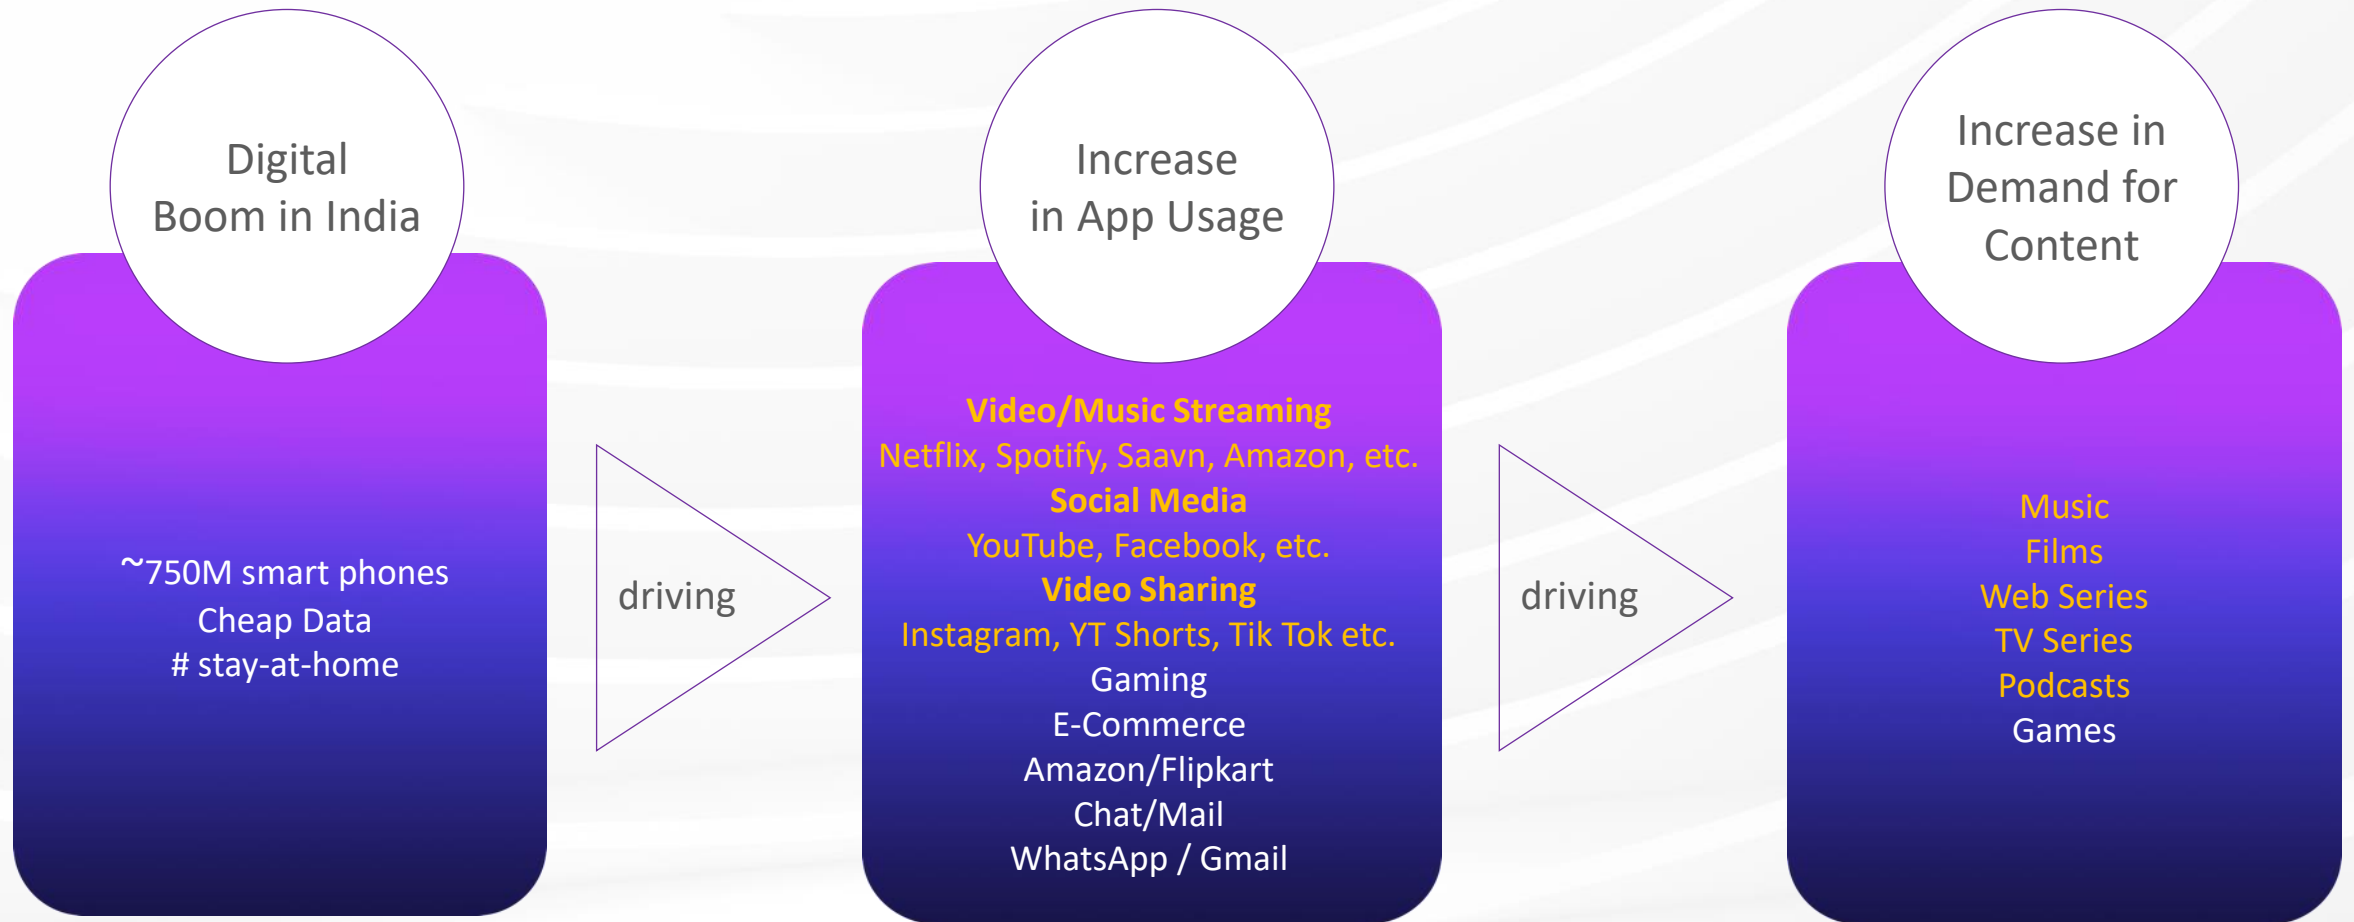 Digital
Boom in India
~750M smart phones
Cheap Data
# stay-at-home
driving
Increase
in App Usage
Video/Music Streaming
Netflix, Spotify, Saavn, Amazon, etc.
Social Media
YouTube, Facebook, etc.
Video Sharing
Instagram, YT Shorts, Tik Tok etc.
Gaming
E-Commerce
Amazon/Flipkart
Chat/Mail
WhatsApp / Gmail
driving
Increase in
Demand for
Content
Music
Films
Web Series
TV Series
Podcasts
Games